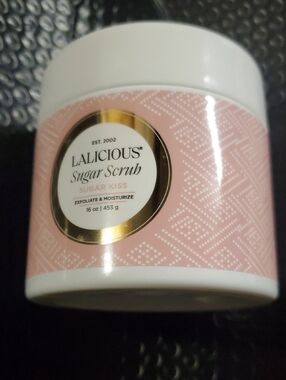 EST. 2002
LALICIOUS®
Sugar Scrub
SUGAR KISS
EXFOLIATE & MOISTURIZE
16 oz | 453 g